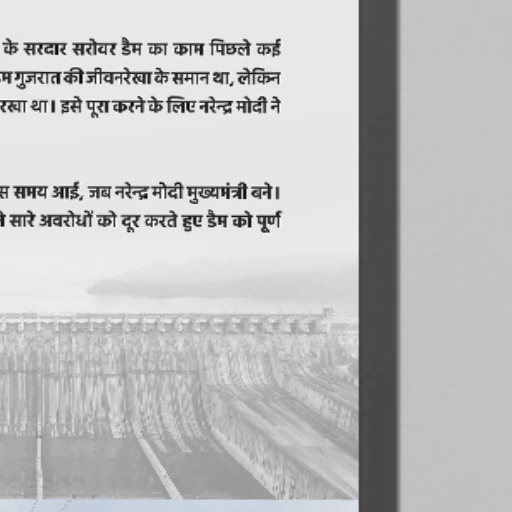 के सरदार सरोवर डैम का काम पिछले कई
गुजरात की जीवनरेखा के समान था, लेकिन
रखा था। इसे पूरा करने के लिए नरेन्द्र मोदी ने
समय आई, जब नरेन्द्र मोदी मुख्यमंत्री बने।
सारे अवरोधों को दूर करते हुए डैम को पूर्ण